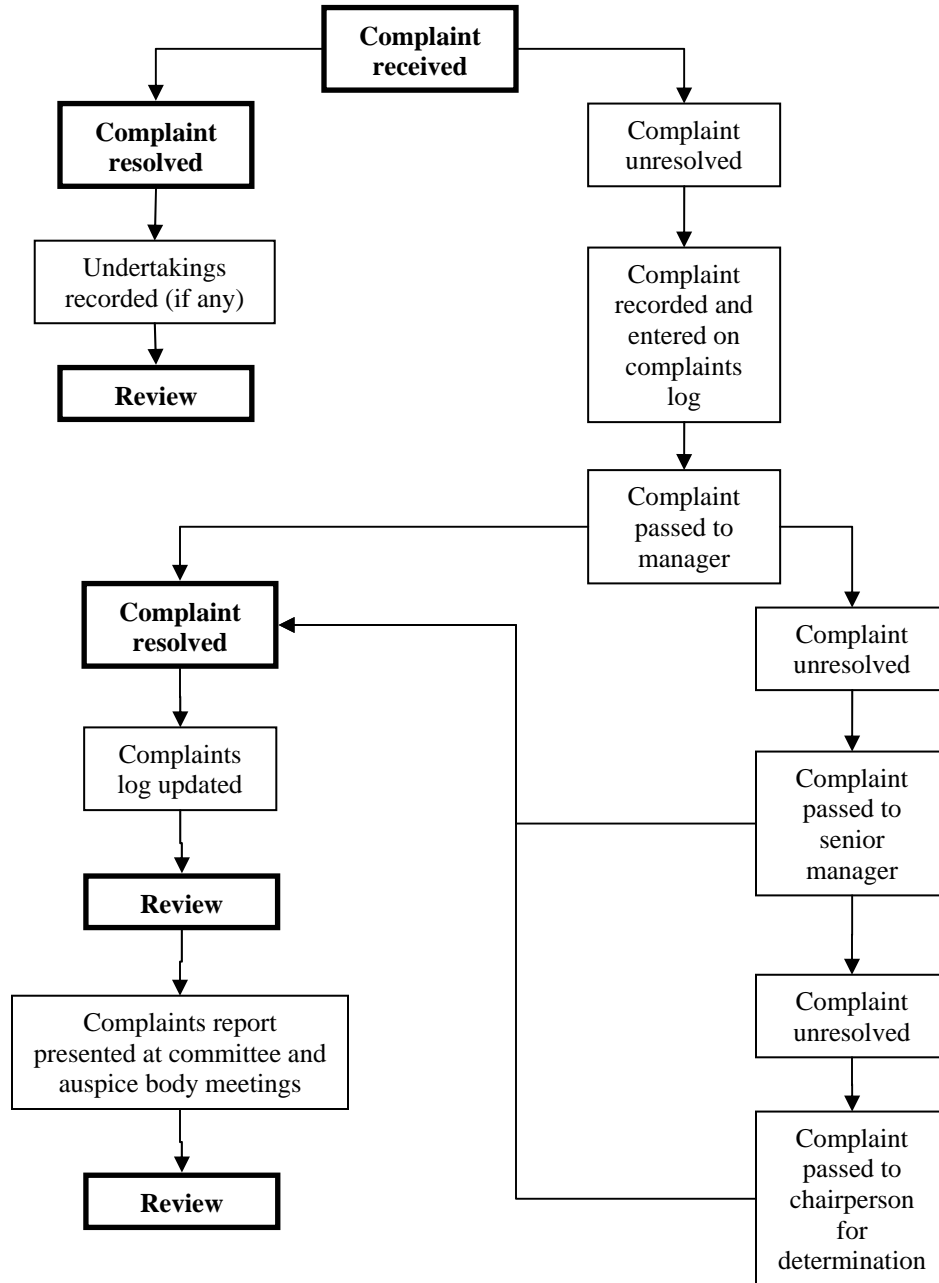 Complaint
received
Complaint
resolved
Complaint
unresolved
Undertakings
recorded (if any)
Complaint
recorded and
entered on
complaints
log
Review
Complaint
passed to
manager
Complaint
resolved
Complaint
unresolved
Complaints
log updated
Complaint
passed to
senior
manager
Review
Complaint
unresolved
Complaints report
presented at committee and
auspice body meetings
Complaint
passed to
chairperson
for
determination
Review